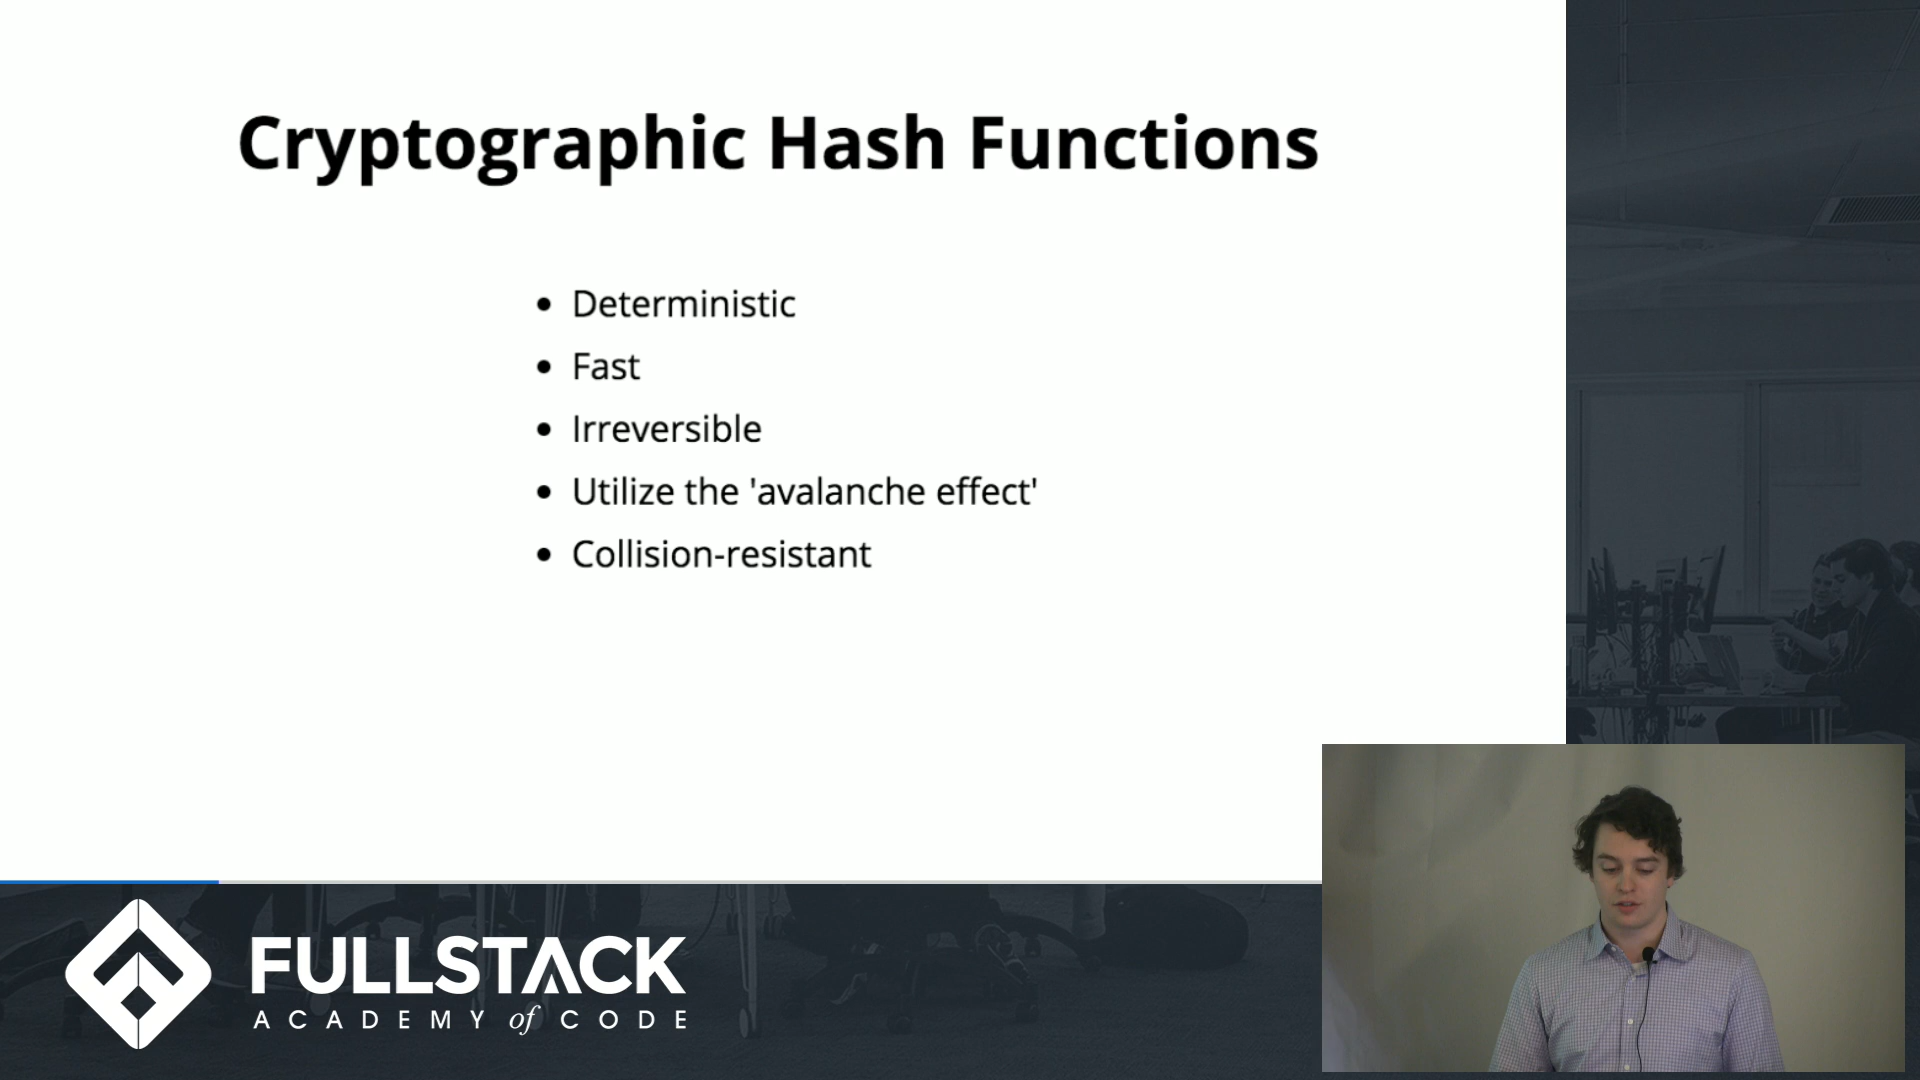 Cryptographic Hash Functions
• Deterministic
• Fast
• Irreversible
• Utilize the 'avalanche effect'
• Collision-resistant
FULLSTACK
ACADEMY of CODE